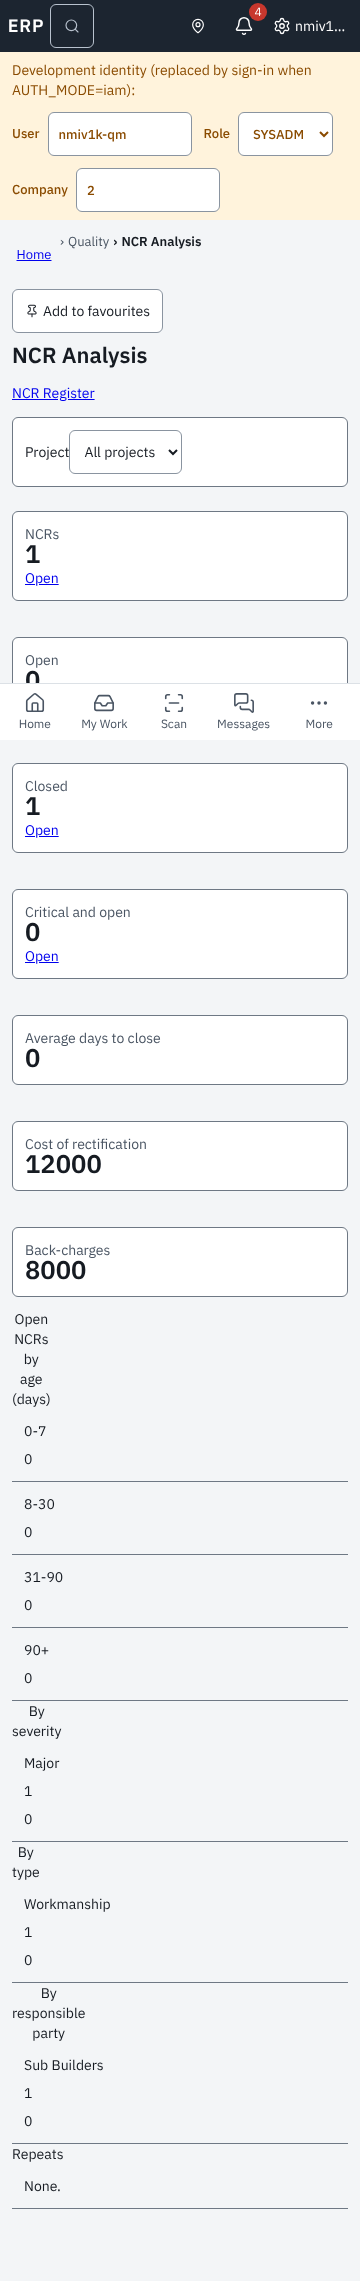 ERP
4
nmiv1...
Development identity (replaced by sign-in when
AUTH_MODE=iam):
User
nmiv1k-qm
Role
SYSADM
Company
2
Home › Quality › NCR Analysis
Add to favourites
NCR Analysis
NCR Register
Project
All projects
NCRs
1
Open
Open
0
Home
My Work
Scan
Messages
More
Closed
1
Open
Critical and open
0
Open
Average days to close
0
Cost of rectification
12000
Back-charges
8000
Open
NCRs
by
age
(days)
0-7
0
8-30
0
31-90
0
90+
0
By
severity
Major
1
0
By
type
Workmanship
1
0
By
responsible
party
Sub Builders
1
0
Repeats
None.